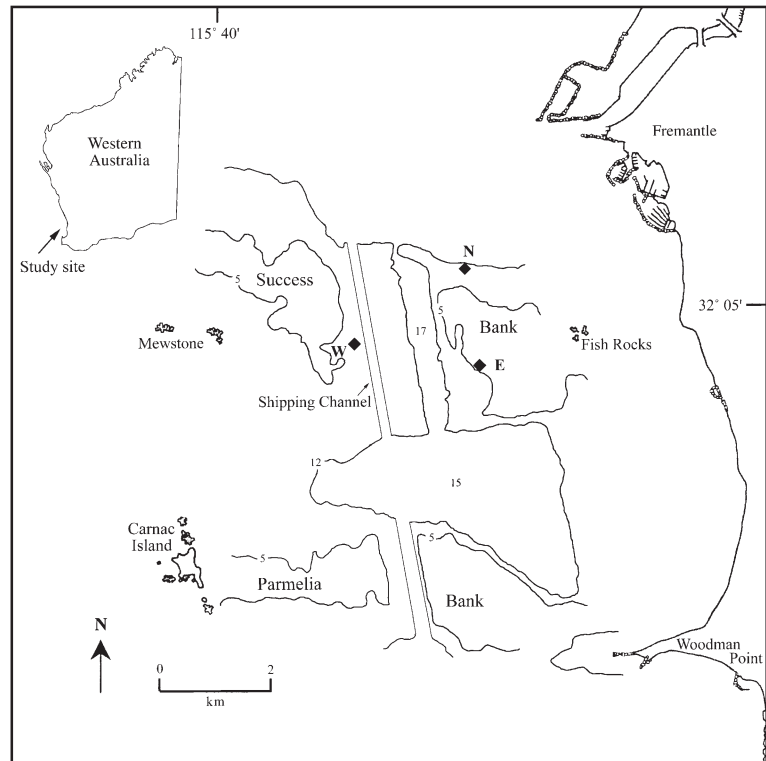 115° 40'
Western
Australia
Fremantle
Study site
N
5
Success
5
Bank
32° 05'
17
Mewstone
W
Fish Rocks
E
Shipping Channel
12
15
Carnac
Island
5
5
Parmelia
Bank
N
Woodman
Point
0
2
km